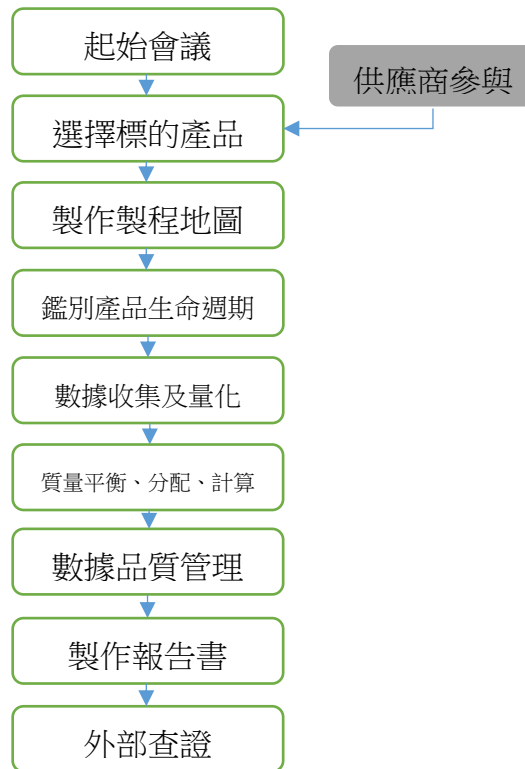 起始會議
供應商參與
選擇標的產品
製作製程地圖
鑑別產品生命週期
數據收集及量化
質量平衡、分配、計算
數據品質管理
製作報告書
外部查證